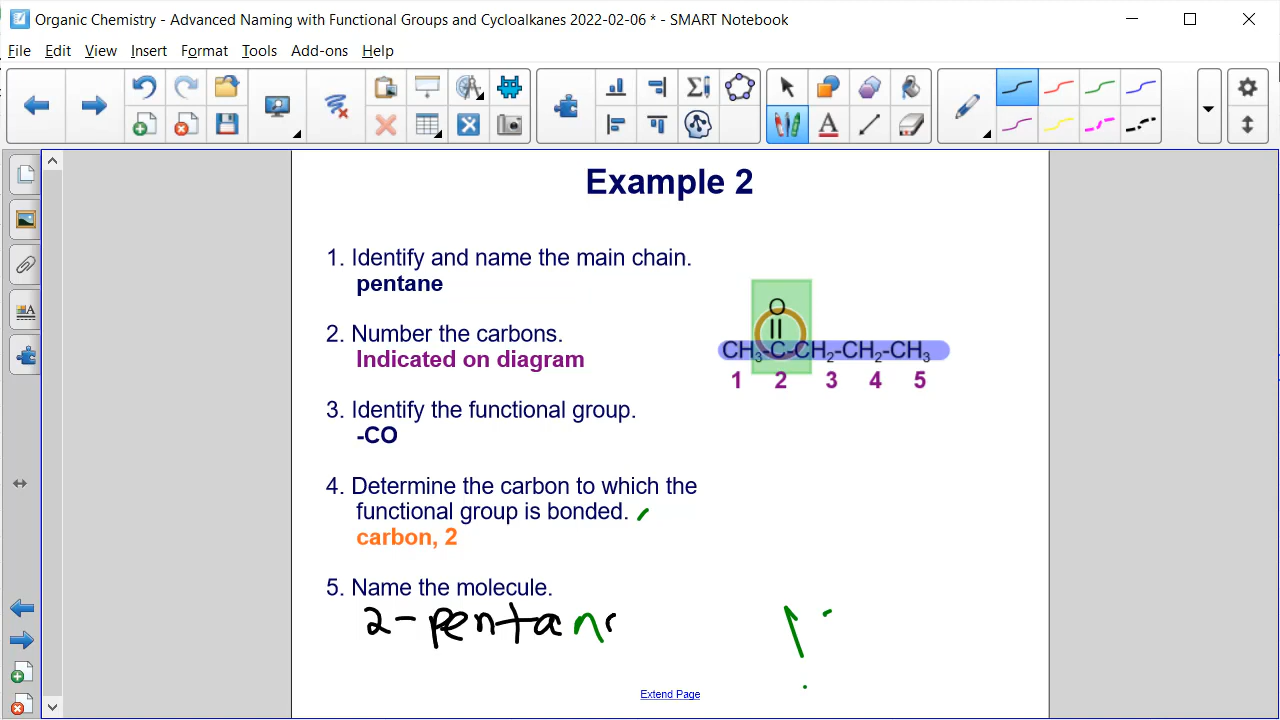 Organic Chemistry - Advanced Naming with Functional Groups and Cycloalkanes 2022-02-06 * - SMART Notebook
File Edit View Insert Format Tools Add-ons Help
Example 2
1. Identify and name the main chain.
pentane
2. Number the carbons.
Indicated on diagram
3. Identify the functional group.
-CO
4. Determine the carbon to which the
functional group is bonded.
carbon, 2
5. Name the molecule.
2-pentan
O
CH3-C-CH2-CH2-CH3
1 2 3 4 5
Extend Page